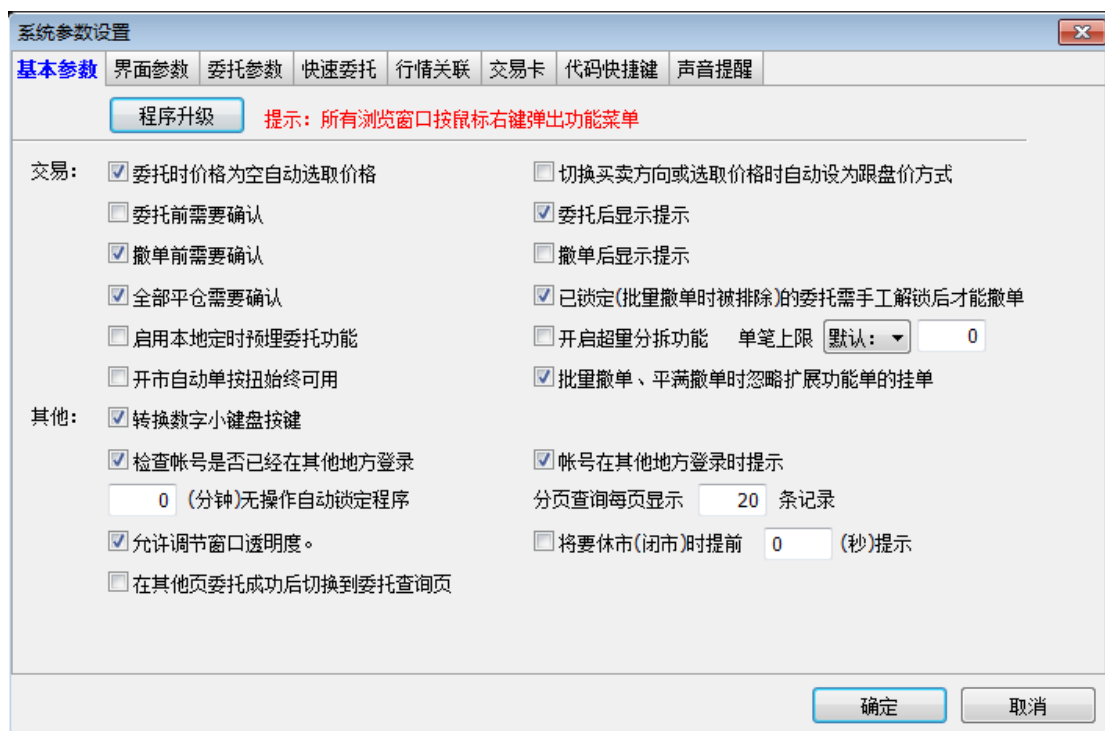 系统参数设置
基本参数 界面参数 委托参数 快速委托 行情关联 交易卡 代码快捷键 声音提醒
程序升级 提示：所有浏览窗口按鼠标右键弹出功能菜单
交易： 委托时价格为空自动选取价格 切换买卖方向或选取价格时自动设为跟盘价方式
委托前需要确认 委托后显示提示
撤单前需要确认 撤单后显示提示
全部平仓需要确认 已锁定(批里撤单时被排除)的委托需手工解锁后才能撤单
启用本地定时预埋委托功能 开启超里分拆功能 单笔上限 默认： 0
开市自动单按扭始终可用 批里撤单、平满撤单时忽略扩展功能单的挂单
其他： 转换数字小键盘按键
检查帐号是否已经在其他地方登录 帐号在其他地方登录时提示
0 (分钟)无操作自动锁定程序 分页查询每页显示 20 条记录
允许调节窗口透明度。 将要休市(闭市)时提前 0 (秒)提示
在其他页委托成功后切换到委托查询页
确定 取消